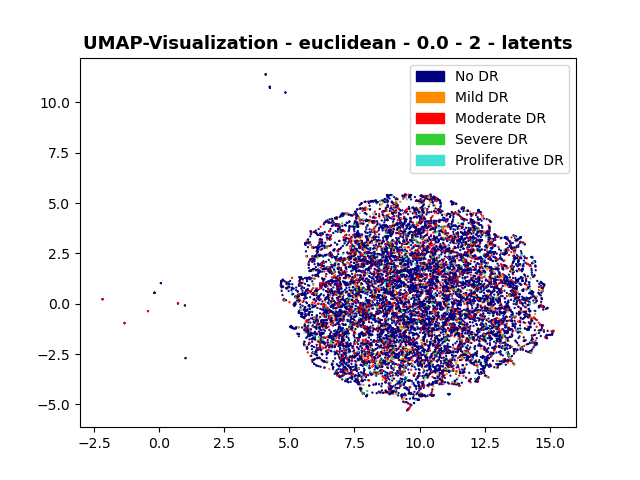 UMAP-Visualization - euclidean - 0.0 - 2 - latents
No DR
Mild DR
Moderate DR
Severe DR
Proliferative DR
10.0
7.5
5.0
2.5
0.0
−2.5
−5.0
−2.5 0.0 2.5 5.0 7.5 10.0 12.5 15.0